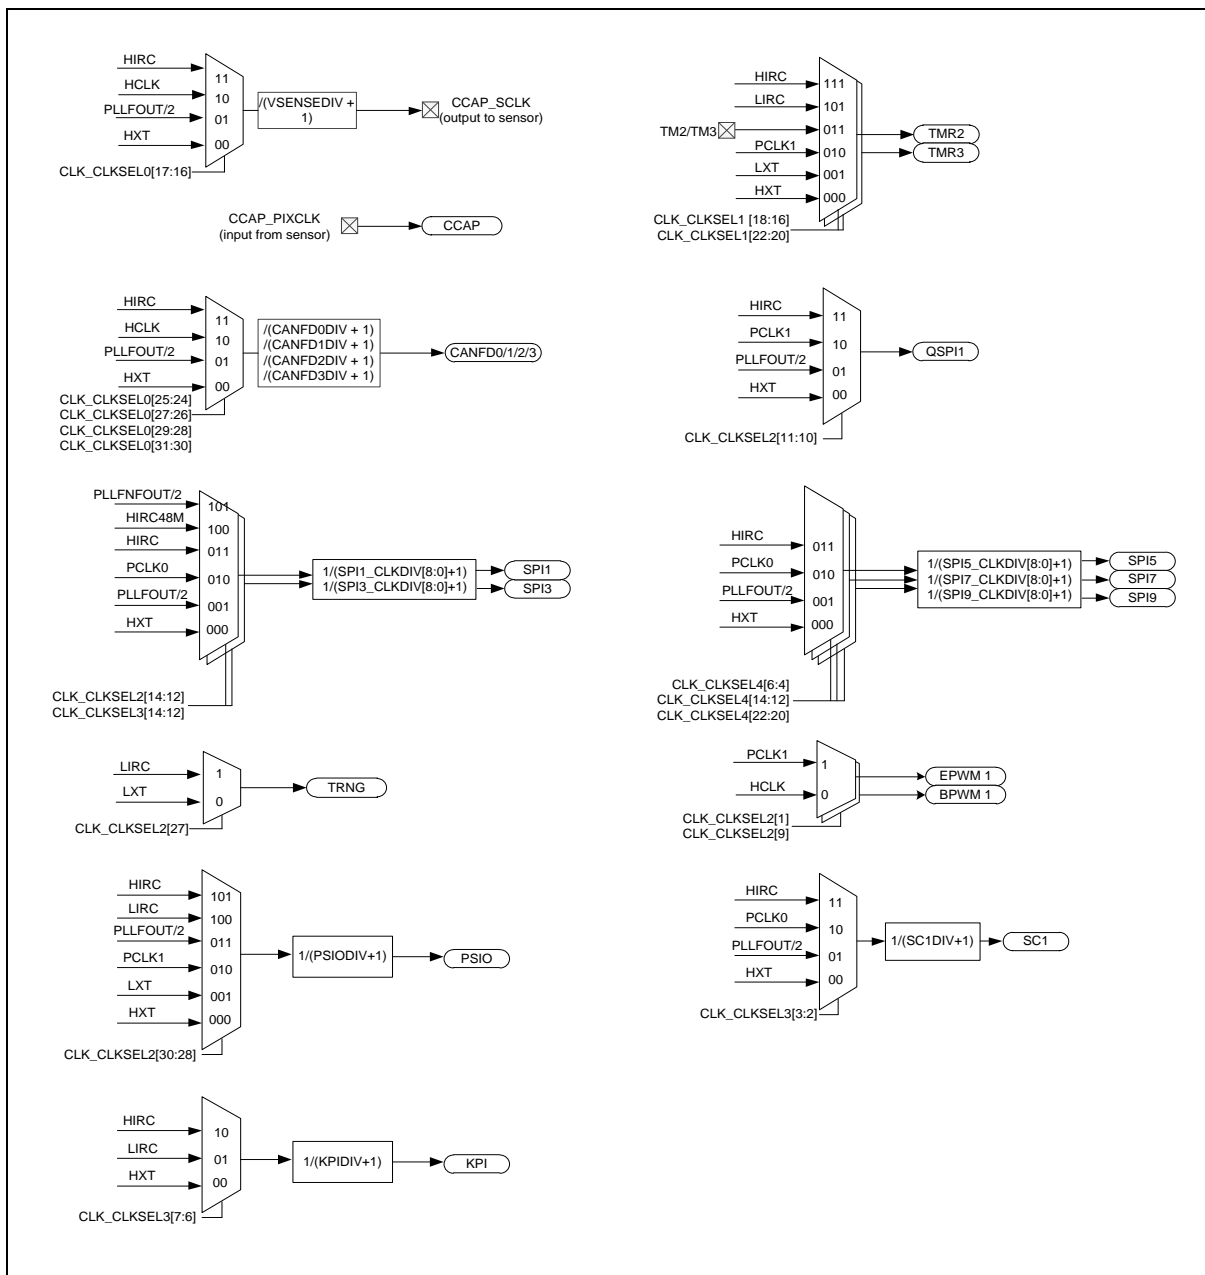 HIRC
HCLK
PLLFOUT/2
HXT
11
10
01
00
CLK_CLKSEL0[17:16]
/(VSENSEDIV +
1)
CCAP_SCLK
(output to sensor)
CCAP_PIXCLK
(input from sensor)
CCAP
HIRC
LIRC
TM2/TM3
PCLK1
LXT
HXT
111
101
011
010
001
000
CLK_CLKSEL1 [18:16]
CLK_CLKSEL1[22:20]
TMR2
TMR3
HIRC
HCLK
PLLFOUT/2
HXT
11
10
01
00
CLK_CLKSEL0[25:24]
CLK_CLKSEL0[27:26]
CLK_CLKSEL0[29:28]
CLK_CLKSEL0[31:30]
/(CANFD0DIV + 1)
/(CANFD1DIV + 1)
/(CANFD2DIV + 1)
/(CANFD3DIV + 1)
CANFD0/1/2/3
HIRC
PCLK1
PLLFOUT/2
HXT
11
10
01
00
CLK_CLKSEL2[11:10]
QSPI1
PLLFNFOUT/2
HIRC48M
HIRC
PCLK0
PLLFOUT/2
HXT
101
100
011
010
001
000
CLK_CLKSEL2[14:12]
CLK_CLKSEL3[14:12]
1/(SPI1_CLKDIV[8:0]+1)
1/(SPI3_CLKDIV[8:0]+1)
SPI1
SPI3
HIRC
PCLK0
PLLFOUT/2
HXT
011
010
001
000
CLK_CLKSEL4[6:4]
CLK_CLKSEL4[14:12]
CLK_CLKSEL4[22:20]
1/(SPI5_CLKDIV[8:0]+1)
1/(SPI7_CLKDIV[8:0]+1)
1/(SPI9_CLKDIV[8:0]+1)
SPI5
SPI7
SPI9
LIRC
LXT
1
0
CLK_CLKSEL2[27]
TRNG
PCLK1
HCLK
1
0
CLK_CLKSEL2[1]
CLK_CLKSEL2[9]
EPWM 1
BPWM 1
HIRC
LIRC
PLLFOUT/2
PCLK1
LXT
HXT
101
100
011
010
001
000
CLK_CLKSEL2[30:28]
1/(PSIODIV+1)
PSIO
HIRC
PCLK0
PLLFOUT/2
HXT
11
10
01
00
CLK_CLKSEL3[3:2]
1/(SC1DIV+1)
SC1
HIRC
LIRC
HXT
10
01
00
CLK_CLKSEL3[7:6]
1/(KPIDIV+1)
KPI